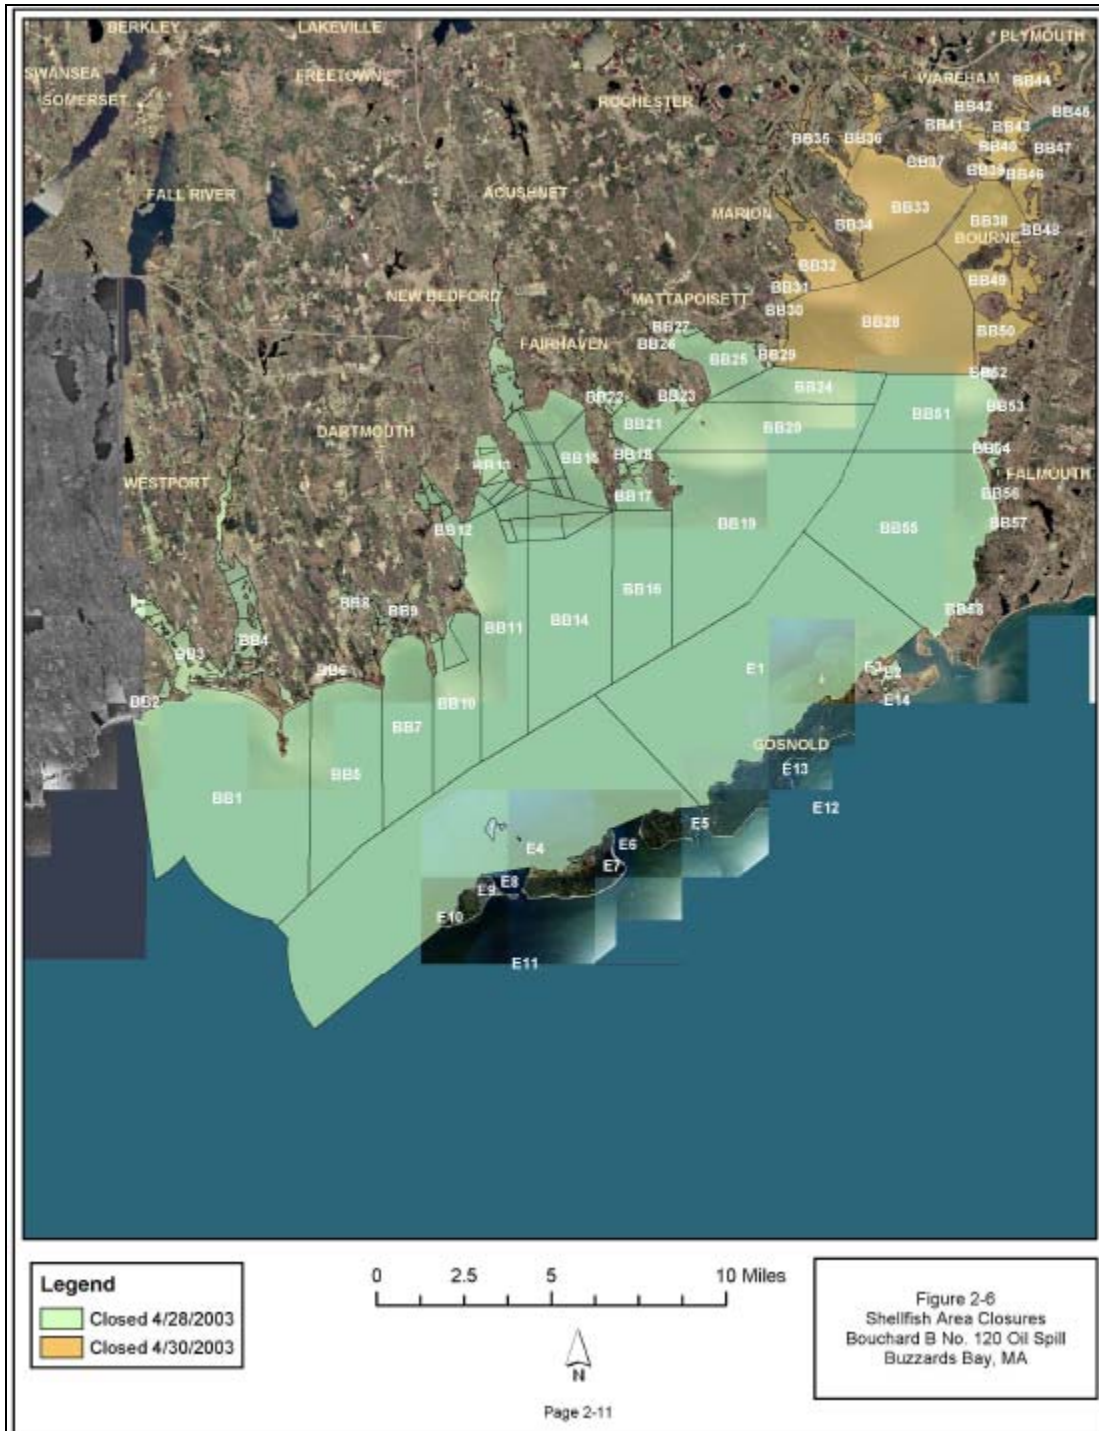 BERKLEY
LAKEVILLE
PLYMOUTH
SWANSEA
FREETOWN
WAREHAM
BB44
SOMERSET
ROCHESTER
BB42
BB45
BB41
BB43
BB35
BB36
BB40
BB47
BB37
BB39
BB46
FALL RIVER
ACUSHNET
MARION
BB33
BB34
BB38
BB48
BOURNE
BB32
BB49
BB31
NEW BEDFORD
MATTAPOISETT
BB30
BB28
BB27
BB50
FAIRHAVEN
BB26
BB25
BB29
BB52
BB24
BB22
BB23
BB53
BB51
BB21
BB20
DARTMOUTH
BB54
BB18
BB15
BB13
FALMOUTH
WESTPORT
BB17
BB56
BB12
BB19
BB55
BB57
BB16
BB8
BB9
BB58
BB11
BB14
BB4
BB3
E1
E3
E2
BB6
BB2
BB10
E14
BB7
GOSNOLD
E13
BB5
BB1
E12
E5
E4
E6
E7
E8
E9
E10
E11
Legend
Closed 4/28/2003
Closed 4/30/2003
0 2.5 5 10 Miles
N
Page 2-11
Figure 2-6
Shellfish Area Closures
Bouchard B No. 120 Oil Spill
Buzzards Bay, MA